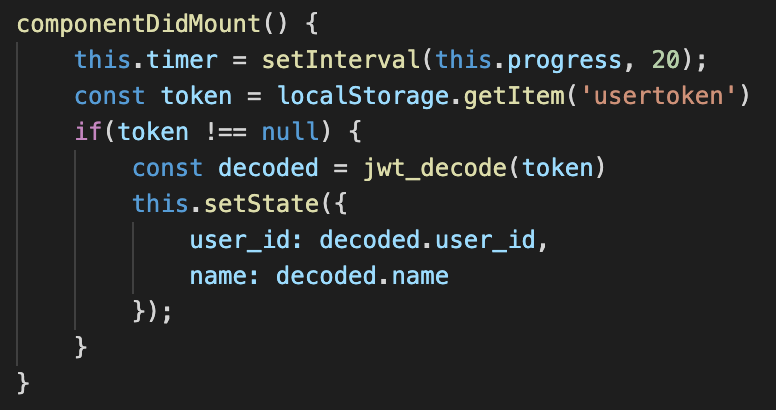 componentDidMount() {
    this.timer = setInterval(this.progress, 20);
    const token = localStorage.getItem('usertoken')
    if(token !== null) {
        const decoded = jwt_decode(token)
        this.setState({
            user_id: decoded.user_id,
            name: decoded.name
        });
    }
}